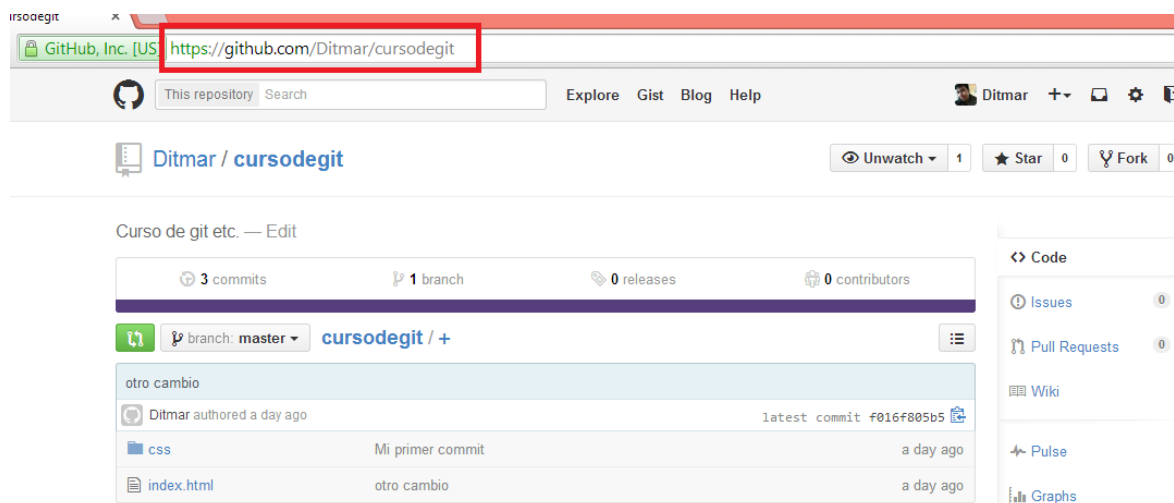 ursodegit ×
GitHub, Inc. [US] https://github.com/Ditmar/cursodegit
This repository Search Explore Gist Blog Help Ditmar +
Ditmar / cursodegit Unwatch 1 Star 0 Fork 0
Curso de git etc. — Edit
3 commits 1 branch 0 releases 0 contributors
branch: master cursodegit / +
otro cambio
Ditmar authored a day ago latest commit f016f805b5
css Mi primer commit a day ago
index.html otro cambio a day ago
<> Code
Issues 0
Pull Requests 0
Wiki
Pulse
Graphs